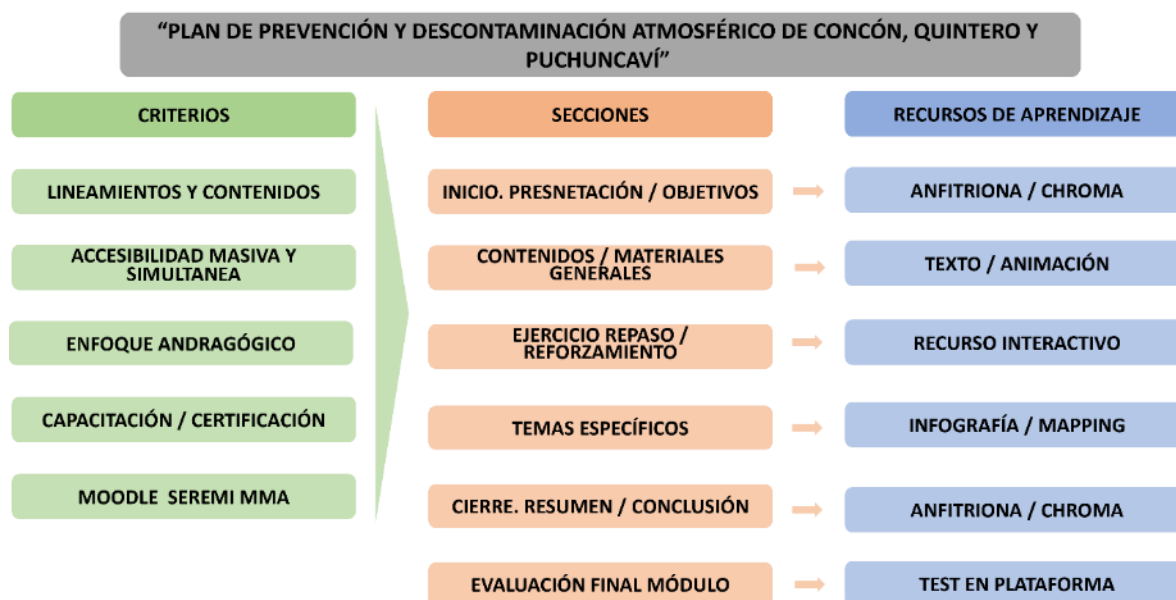 “PLAN DE PREVENCIÓN Y DESCONTAMINACIÓN ATMOSFÉRICO DE CONCÓN, QUINTERO Y
PUCHUNCAVÍ”
CRITERIOS
LINEAMIENTOS Y CONTENIDOS
ACCESIBILIDAD MASIVA Y
SIMULTANEA
ENFOQUE ANDRAGÓGICO
CAPACITACIÓN / CERTIFICACIÓN
MOODLE SEREMI MMA
SECCIONES
INICIO. PRESNETACIÓN / OBJETIVOS
CONTENIDOS / MATERIALES
GENERALES
EJERCICIO REPASO /
REFORZAMIENTO
TEMAS ESPECÍFICOS
CIERRE. RESUMEN / CONCLUSIÓN
EVALUACIÓN FINAL MÓDULO
RECURSOS DE APRENDIZAJE
ANFITRIONA / CHROMA
TEXTO / ANIMACIÓN
RECURSO INTERACTIVO
INFOGRAFÍA / MAPPING
ANFITRIONA / CHROMA
TEST EN PLATAFORMA